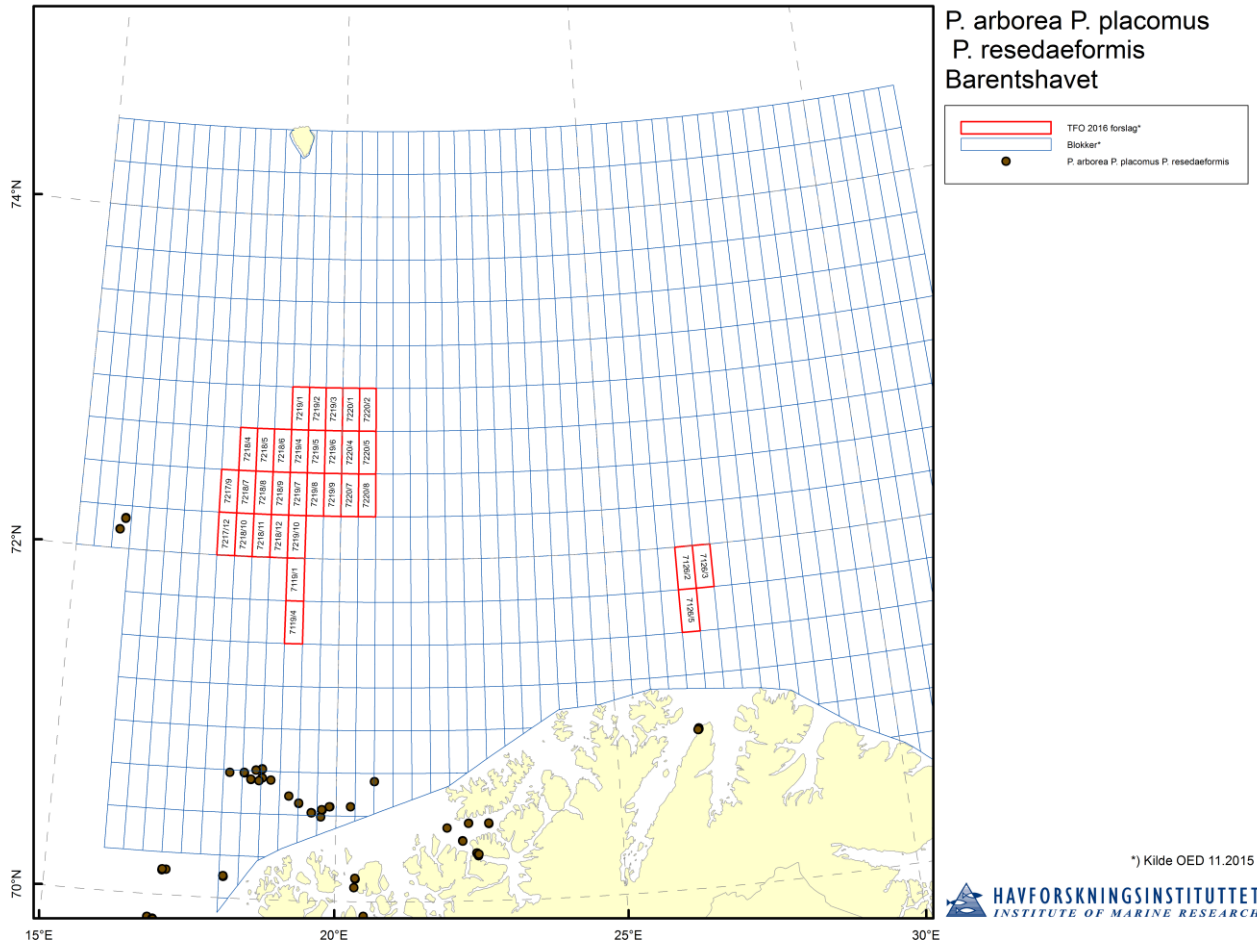 P. arborea P. placomus
P. resedaeformis
Barentshavet
TFO 2016 forslag*
Blokker*
P. arborea P. placomus P. resedaeformis
74°N
72°N
70°N
15°E
20°E
25°E
30°E
7219/1
7219/2
7219/3
7220/1
7220/2
7218/4
7218/5
7218/6
7219/4
7219/5
7219/6
7220/4
7220/5
7217/9
7218/7
7218/8
7218/9
7219/7
7219/8
7219/9
7220/7
7220/8
7217/12
7218/10
7218/11
7218/12
7219/10
7119/1
7119/4
7126/2
7126/3
7126/5
*) Kilde OED 11.2015
HAVFORSKNINGSINSTITUTTET
INSTITUTE OF MARINE RESEARCH